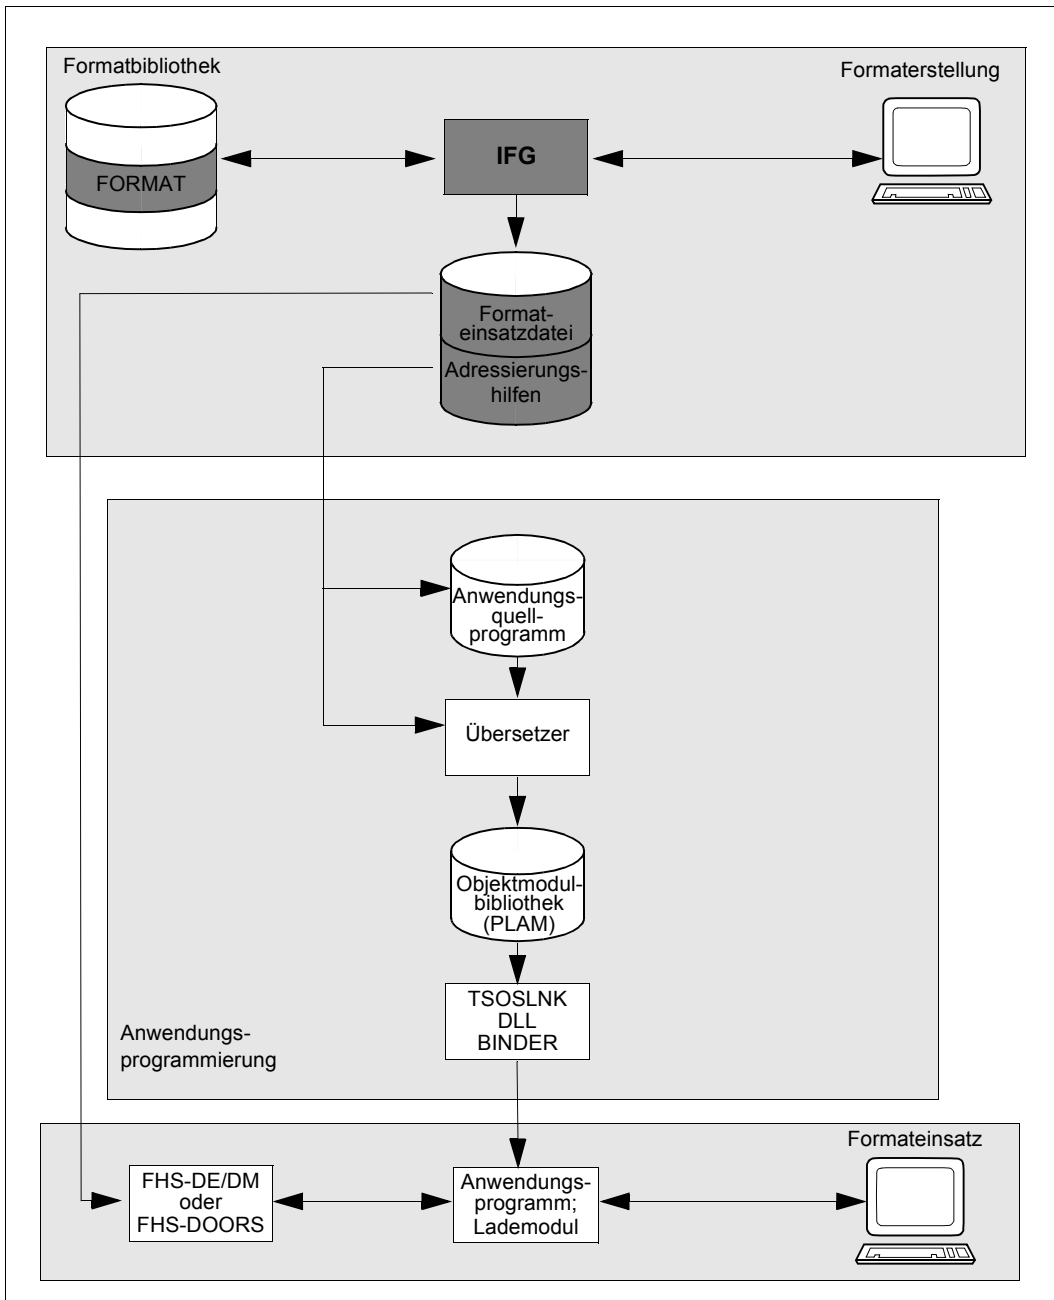 Formatbibliothek
Formaterstellung
IFG
FORMAT
Format-
einsatzdatei
Adressierungs-
hilfen
Anwendungs-
quell-
programm
Übersetzer
Objektmodul-
bibliothek
(PLAM)
TSOSLNK
DLL
BINDER
Anwendungs-
programmierung
Formateinsatz
FHS-DE/DM
oder
FHS-DOORS
Anwendungs-
programm;
Lademodul